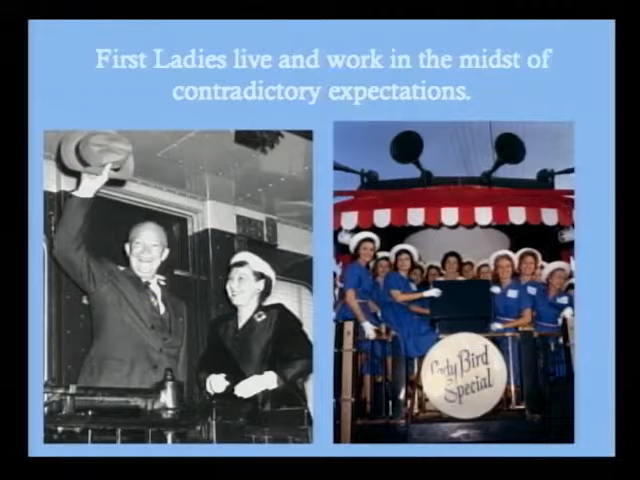 First Ladies live and work in the midst of
contradictory expectations.
Lady Bird
Special